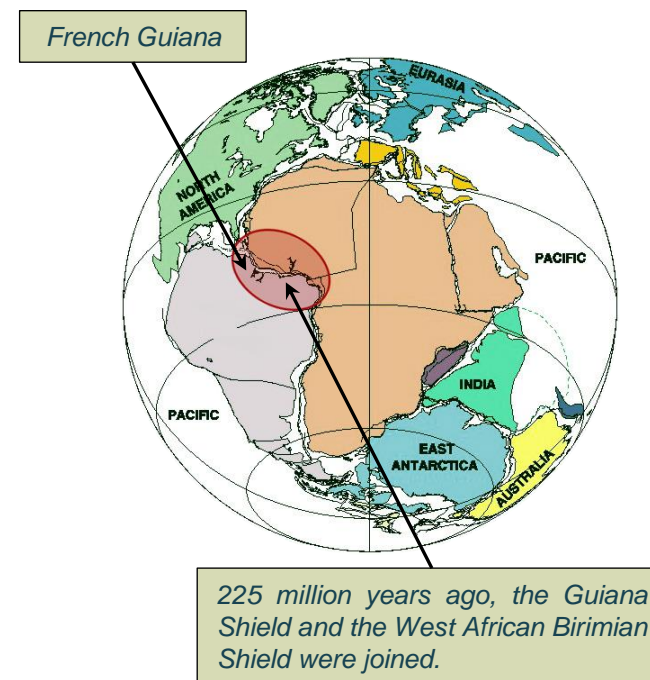 French Guiana
EURASIA
NORTH
AMERICA
PACIFIC
INDIA
PACIFIC
EAST
ANTARCTICA
AUSTRALIA
225 million years ago, the Guiana
Shield and the West African Birimian
Shield were joined.